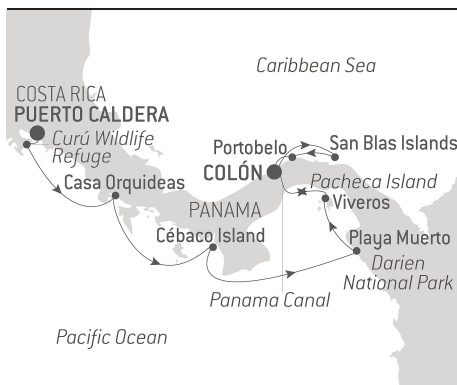 Caribbean Sea
COSTA RICA
PUERTO CALDERA
Curú Wildlife
Refuge
Portobelo
San Blas Islands
COLÓN
Casa Orquideas
Pacheca Island
PANAMA
Viveros
Cébaco Island
Playa Muerto
Darien
National Park
Panama Canal
Pacific Ocean